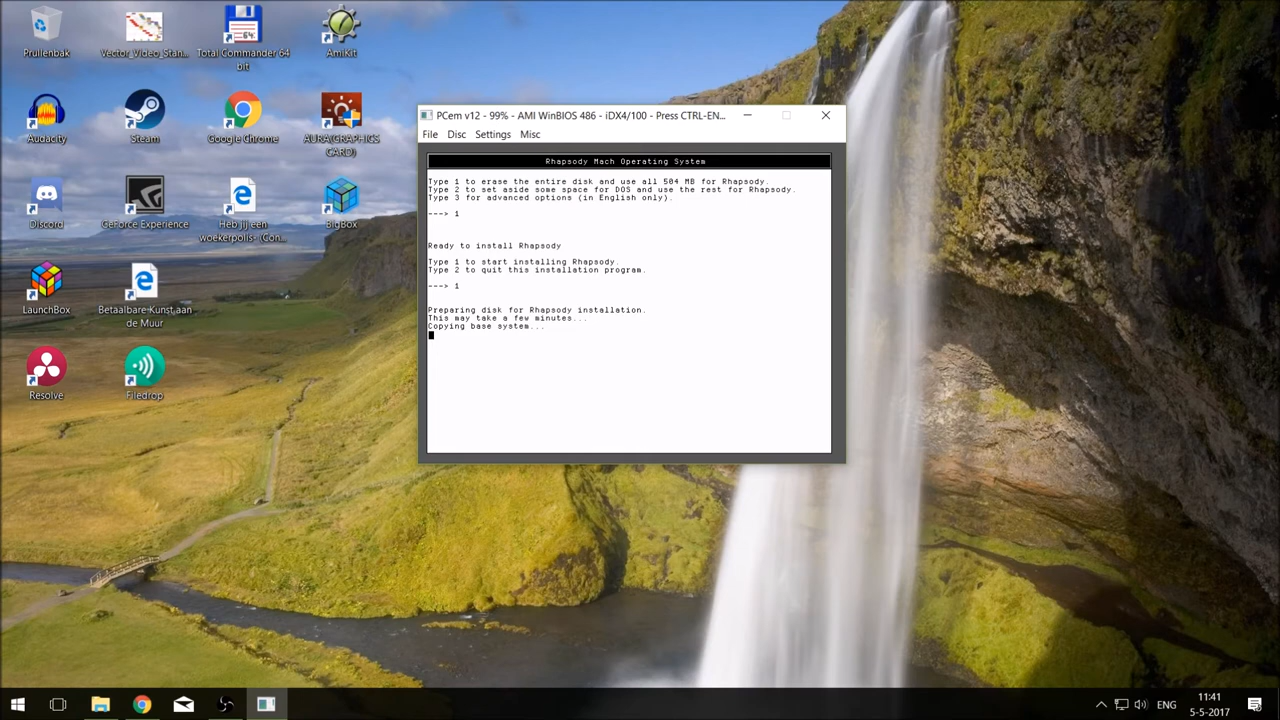 Prullenbak
Vector_Video_Stan...
Total Commander 64
bit
AmiKit
Audacity
Steam
Google Chrome
AURA(GRAPHICS
CARD)
Discord
GeForce Experience
Heb jij een
woekerpolis- (Con...
BigBox
LaunchBox
Betaalbare Kunst aan
de Muur
Resolve
Filedrop
PCem v12 - 99% - AMI WinBIOS 486 - iDX4/100 - Press CTRL-EN...
File Disc Settings Misc
Rhapsody Mach Operating System
Type 1 to erase the entire disk and use all 504 MB for Rhapsody.
Type 2 to set aside some space for DOS and use the rest for Rhapsody.
Type 3 for advanced options (in English only).
---> 1
Ready to install Rhapsody
Type 1 to start installing Rhapsody.
Type 2 to quit this installation program.
---> 1
Preparing disk for Rhapsody installation.
This may take a few minutes...
Copying base system...
ENG
11:41
5-5-2017